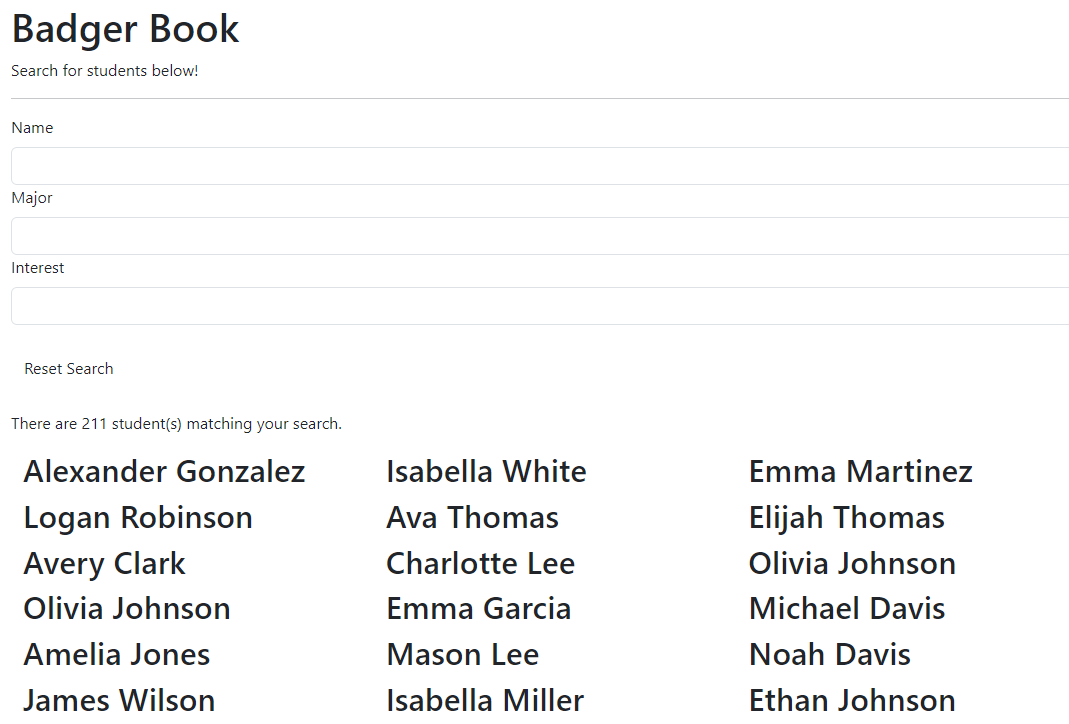 Badger Book
Search for students below!
Name
Major
Interest
Reset Search
There are 211 student(s) matching your search.
Alexander Gonzalez Isabella White Emma Martinez
Logan Robinson Ava Thomas Elijah Thomas
Avery Clark Charlotte Lee Olivia Johnson
Olivia Johnson Emma Garcia Michael Davis
Amelia Jones Mason Lee Noah Davis
James Wilson Isabella Miller Ethan Johnson